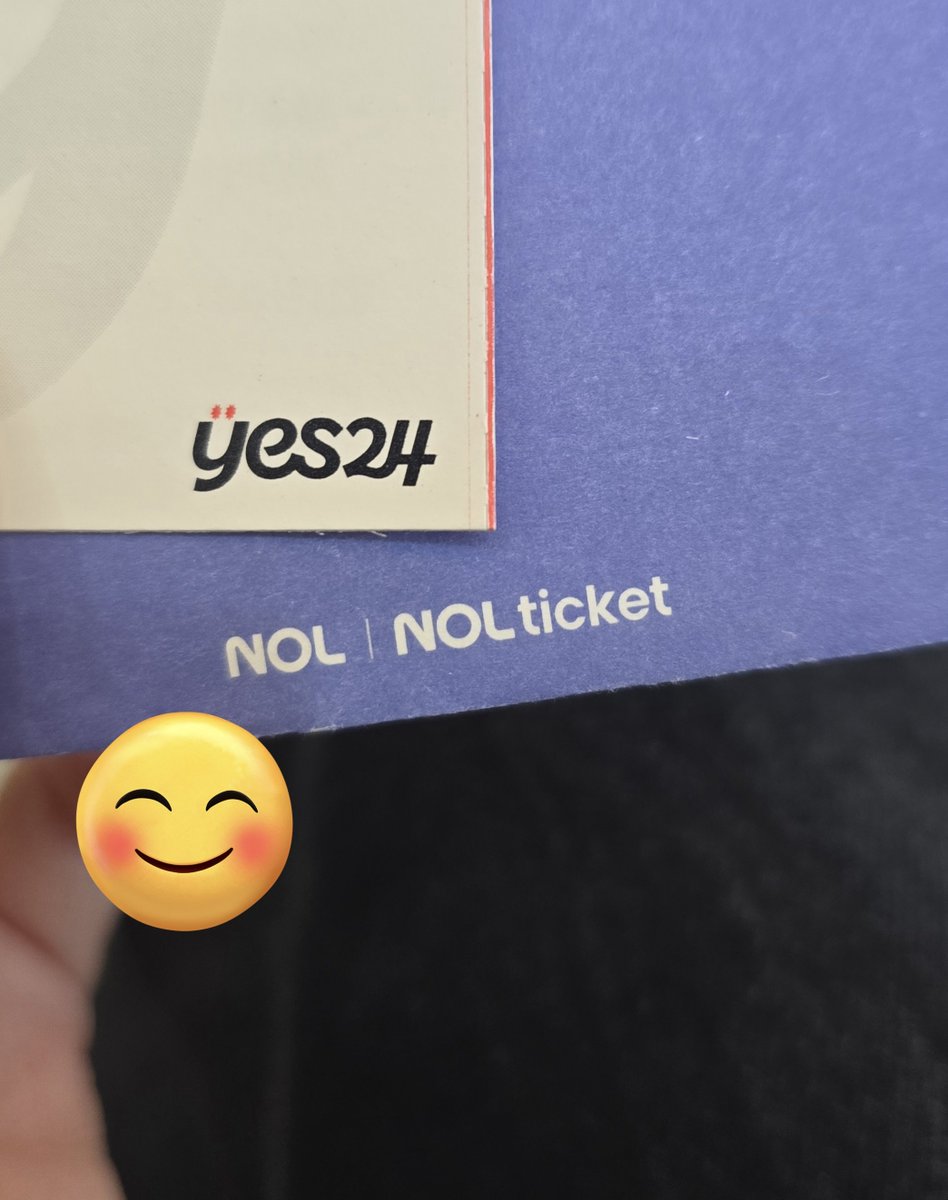 yes24
NOL | NOL ticket